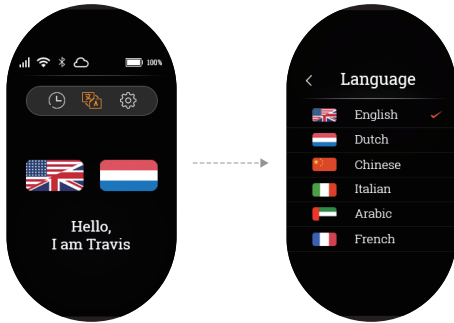 100%
Hello,
I am Travis
Language
English
Dutch
Chinese
Italian
Arabic
French